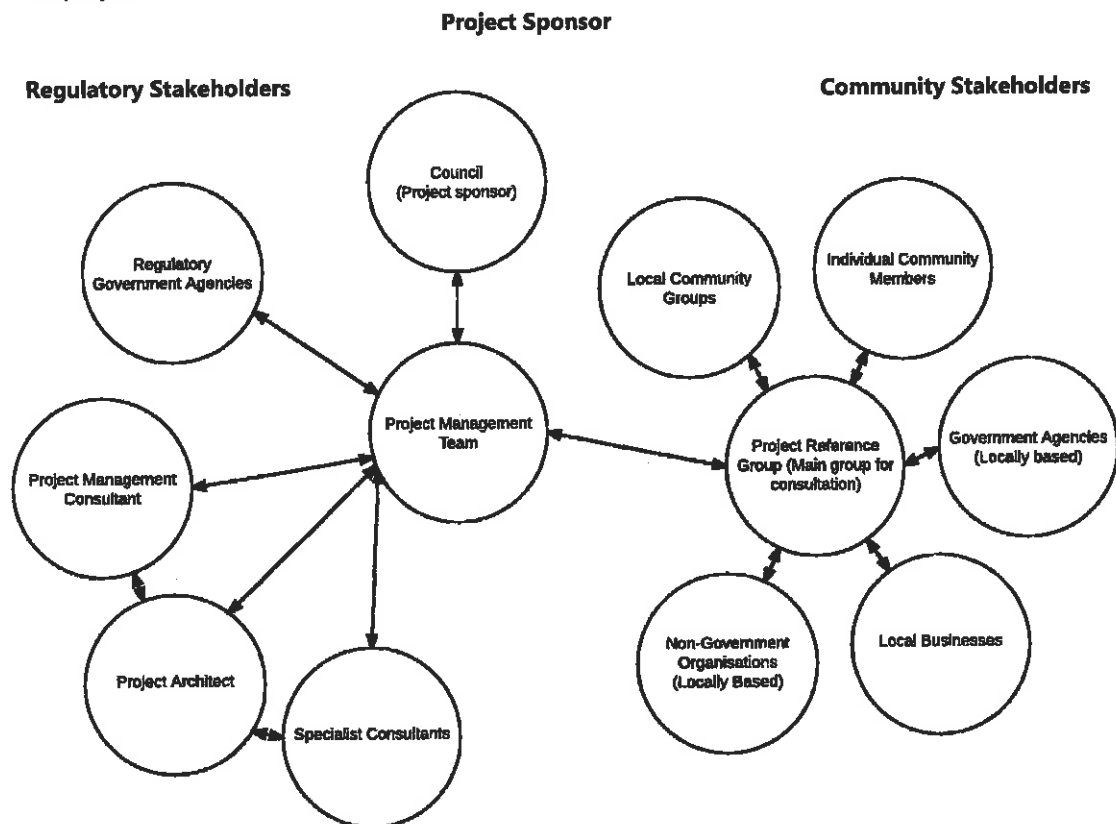 Project Sponsor
Regulatory Stakeholders
Community Stakeholders
Council
(Project sponsor)
Regulatory
Government Agencies
Local Community
Groups
Individual Community
Members
Project Management
Team
Project Reference
Group (Main group for
consultation)
Government Agencies
(Locally based)
Project Management
Consultant
Project Architect
Specialist Consultants
Non-Government
Organisations
(Locally Based)
Local Businesses